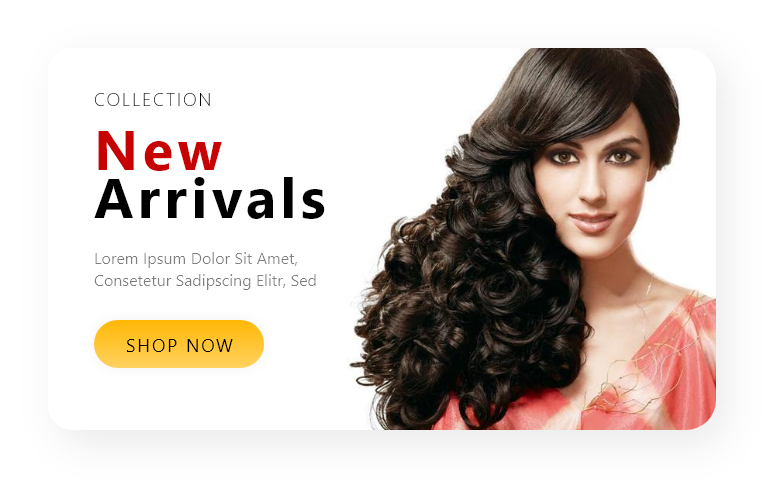 COLLECTION
New
Arrivals
Lorem Ipsum Dolor Sit Amet,
Consetetur Sadipscing Elitr, Sed
SHOP NOW